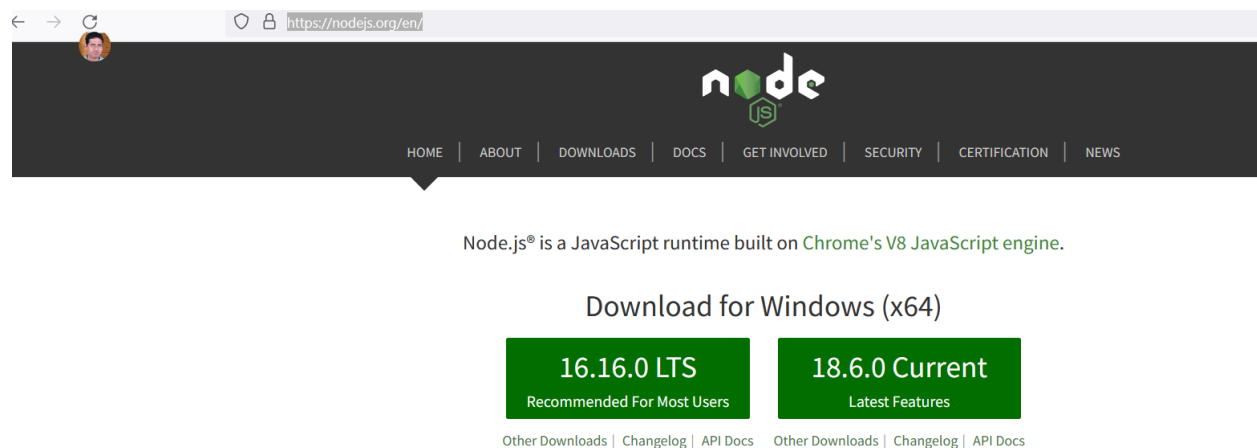 https://nodejs.org/en/
node
JS
HOME | ABOUT | DOWNLOADS | DOCS | GET INVOLVED | SECURITY | CERTIFICATION | NEWS
Node.js® is a JavaScript runtime built on Chrome's V8 JavaScript engine.
Download for Windows (x64)
16.16.0 LTS
Recommended For Most Users
18.6.0 Current
Latest Features
Other Downloads | Changelog | API Docs
Other Downloads | Changelog | API Docs